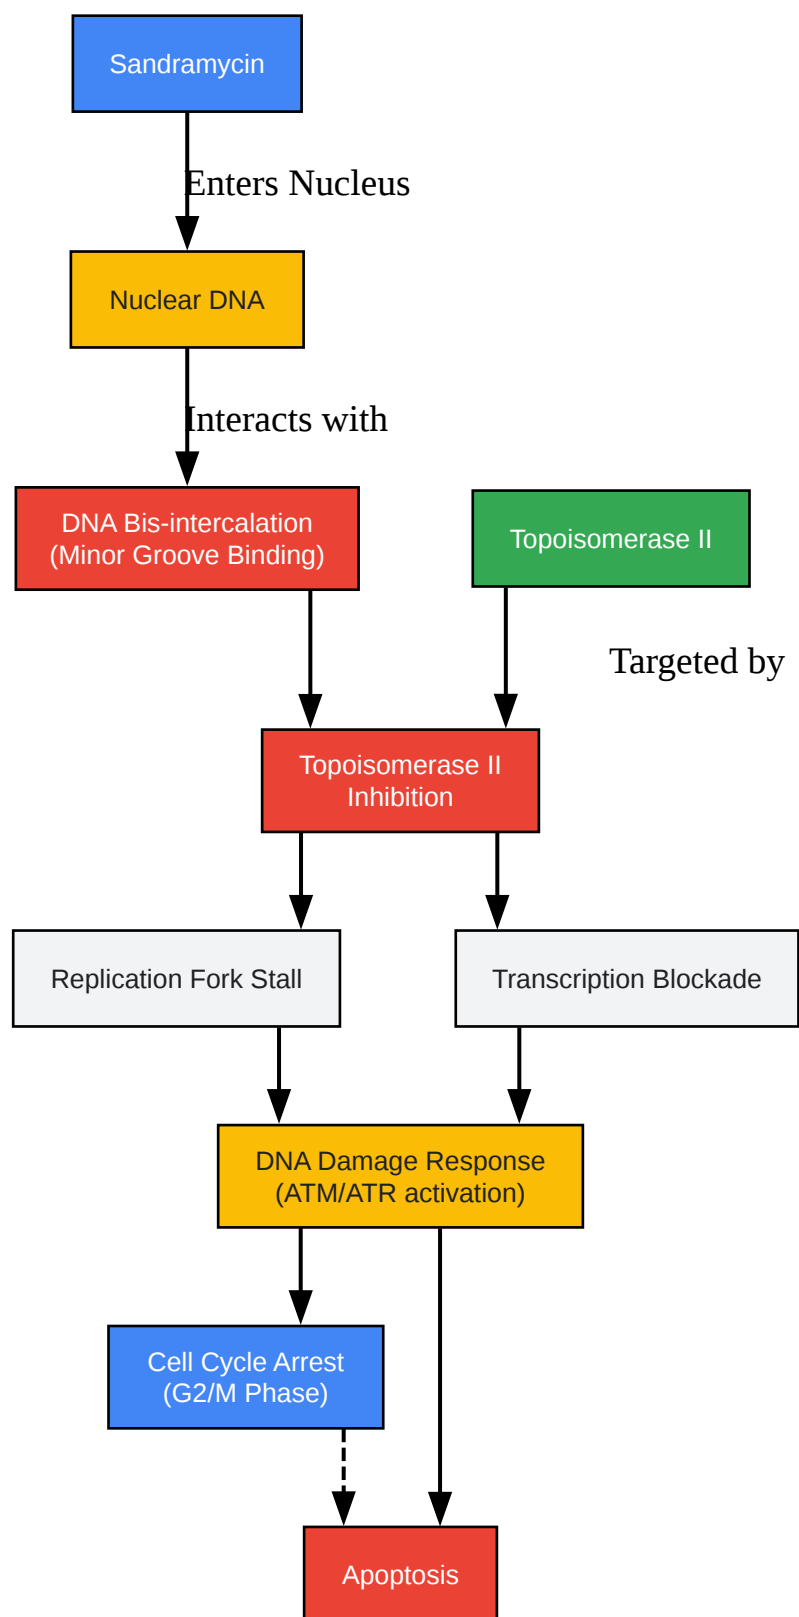 Sandramycin
Enters Nucleus
Nuclear DNA
Interacts with
DNA Bis-intercalation
(Minor Groove Binding)
Topoisomerase II
Targeted by
Topoisomerase II
Inhibition
Replication Fork Stall
Transcription Blockade
DNA Damage Response
(ATM/ATR activation)
Cell Cycle Arrest
(G2/M Phase)
Apoptosis